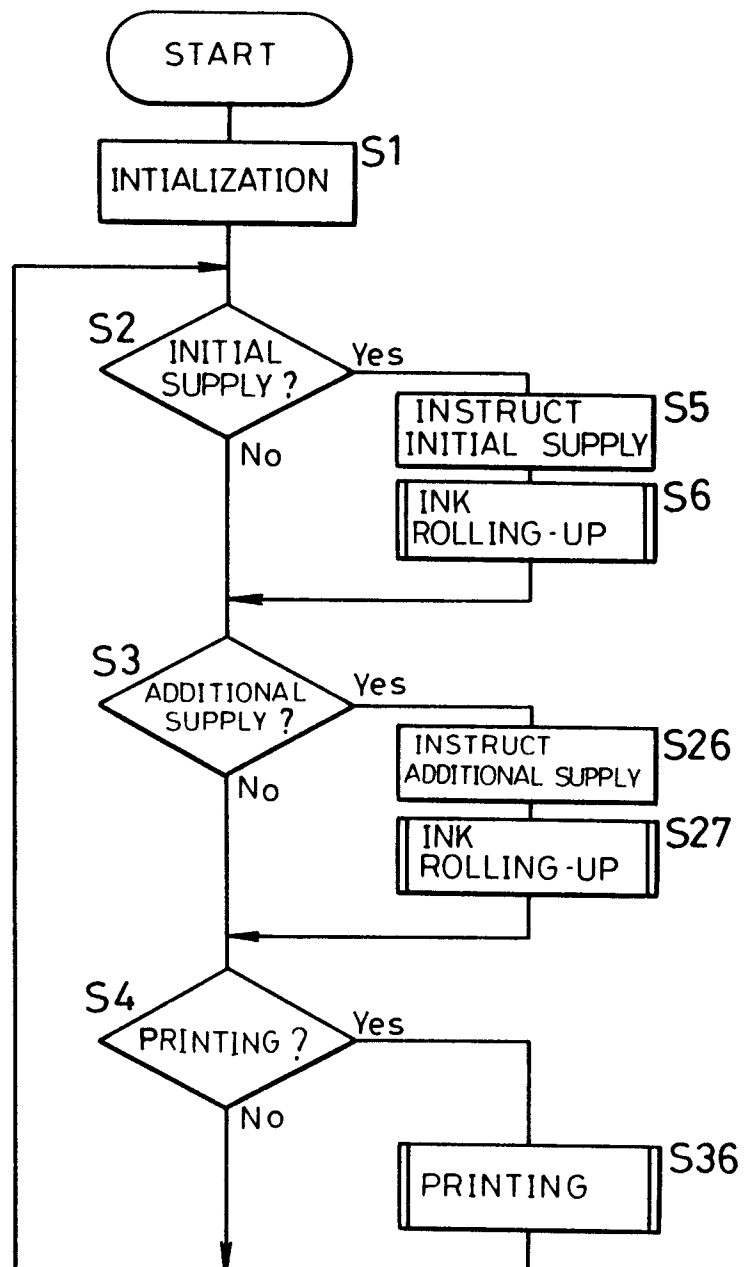 START
INTIALIZATION
S1
S2
INITIAL
SUPPLY?
Yes
No
INSTRUCT
INITIAL SUPPLY
S5
INK
ROLLING-UP
S6
S3
ADDITIONAL
SUPPLY?
Yes
No
INSTRUCT
ADDITIONAL SUPPLY
S26
INK
ROLLING-UP
S27
S4
PRINTING?
Yes
No
PRINTING
S36